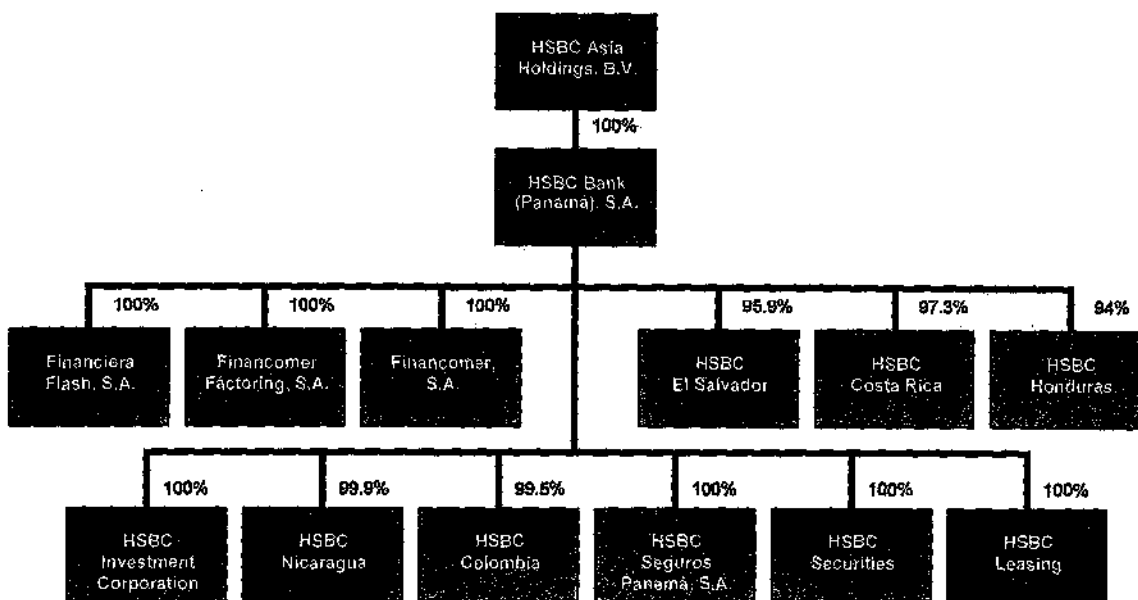 HSBC Asia
Holdings, B.V.
100%
HSBC Bank
(Panamá), S.A.
100%
100%
100%
95.9%
97.3%
94%
Financiera
Flash, S.A.
Financomer
Factoring, S.A.
Financomer,
S.A.
HSBC
El Salvador
HSBC
Costa Rica
HSBC
Honduras
100%
99.9%
99.5%
100%
100%
100%
HSBC
Investment
Corporation
HSBC
Nicaragua
HSBC
Colombia
HSBC
Seguros
Panamá, S.A.
HSBC
Securities
HSBC
Leasing